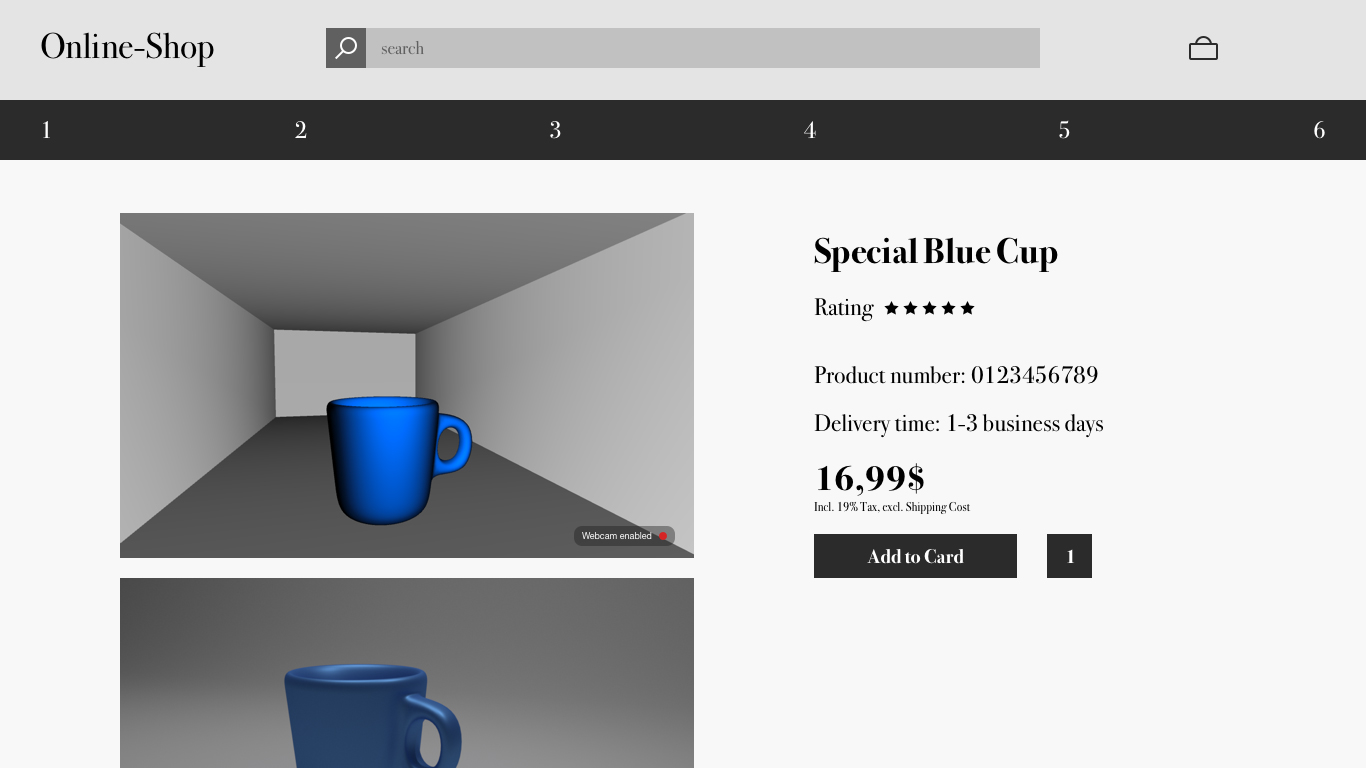 Online-Shop
search
1 2 3 4 5 6
Special Blue Cup
Rating ★★★★★
Product number: 0123456789
Delivery time: 1-3 business days
16,99$
Incl. 19% Tax, excl. Shipping Cost
Webcam enabled
Add to Card 1